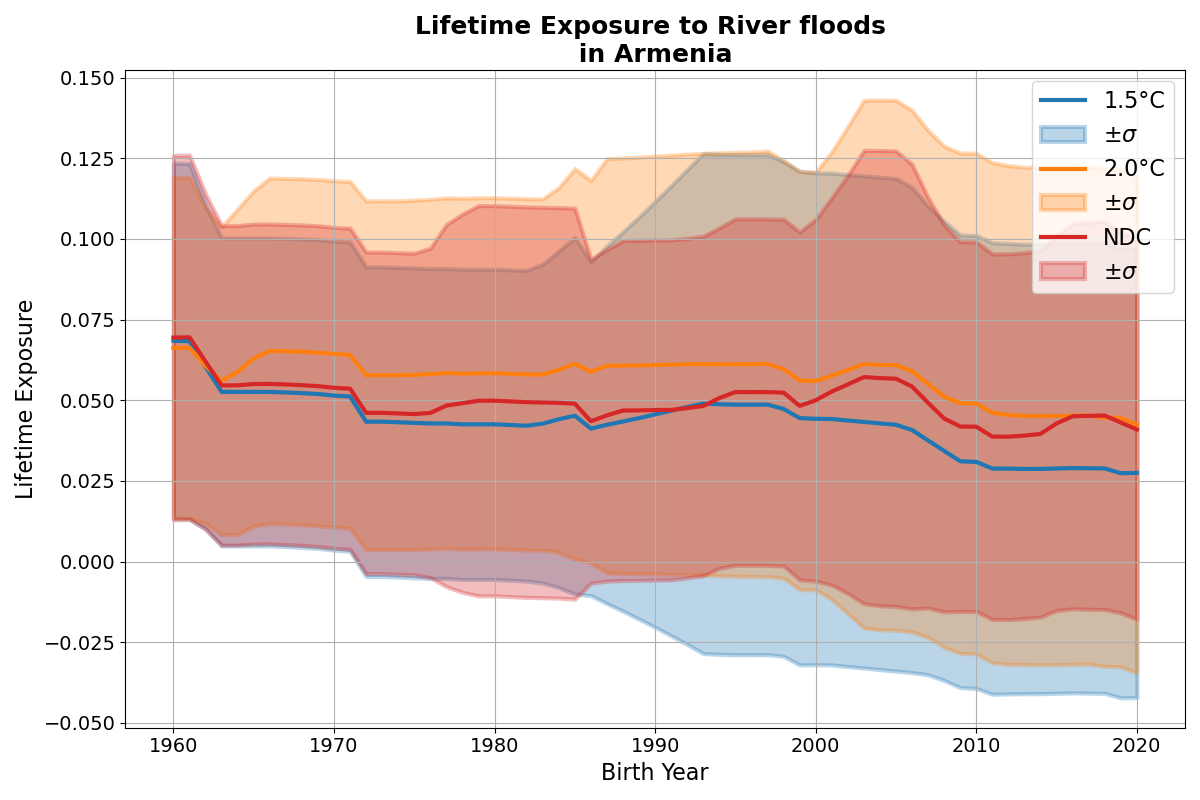 Lifetime Exposure to River floods
in Armenia
0.150
0.125
0.100
0.075
0.050
0.025
0.000
−0.025
−0.050
Lifetime Exposure
1960
1970
1980
1990
2000
2010
2020
Birth Year
1.5°C
±σ
2.0°C
±σ
NDC
±σ